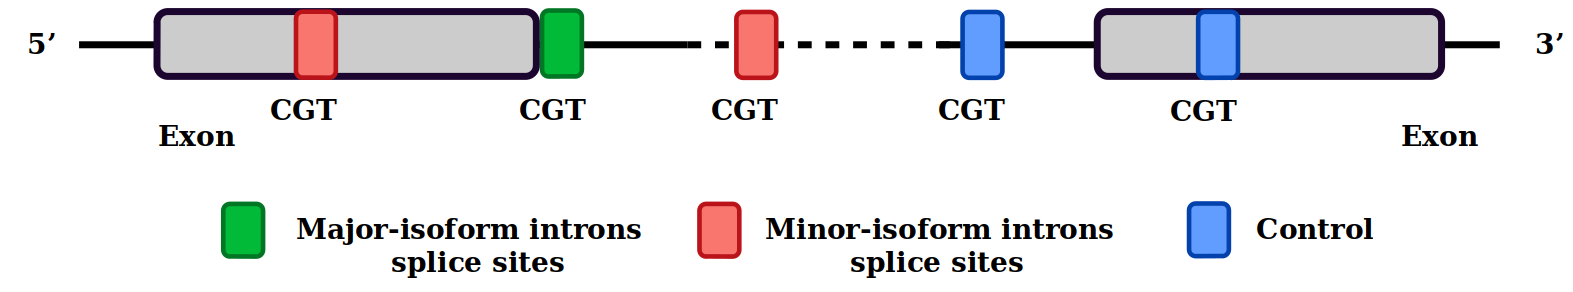 5’ 3’
CGT CGT CGT CGT CGT
Exon Exon
Major-isoform introns
splice sites
Minor-isoform introns
splice sites
Control